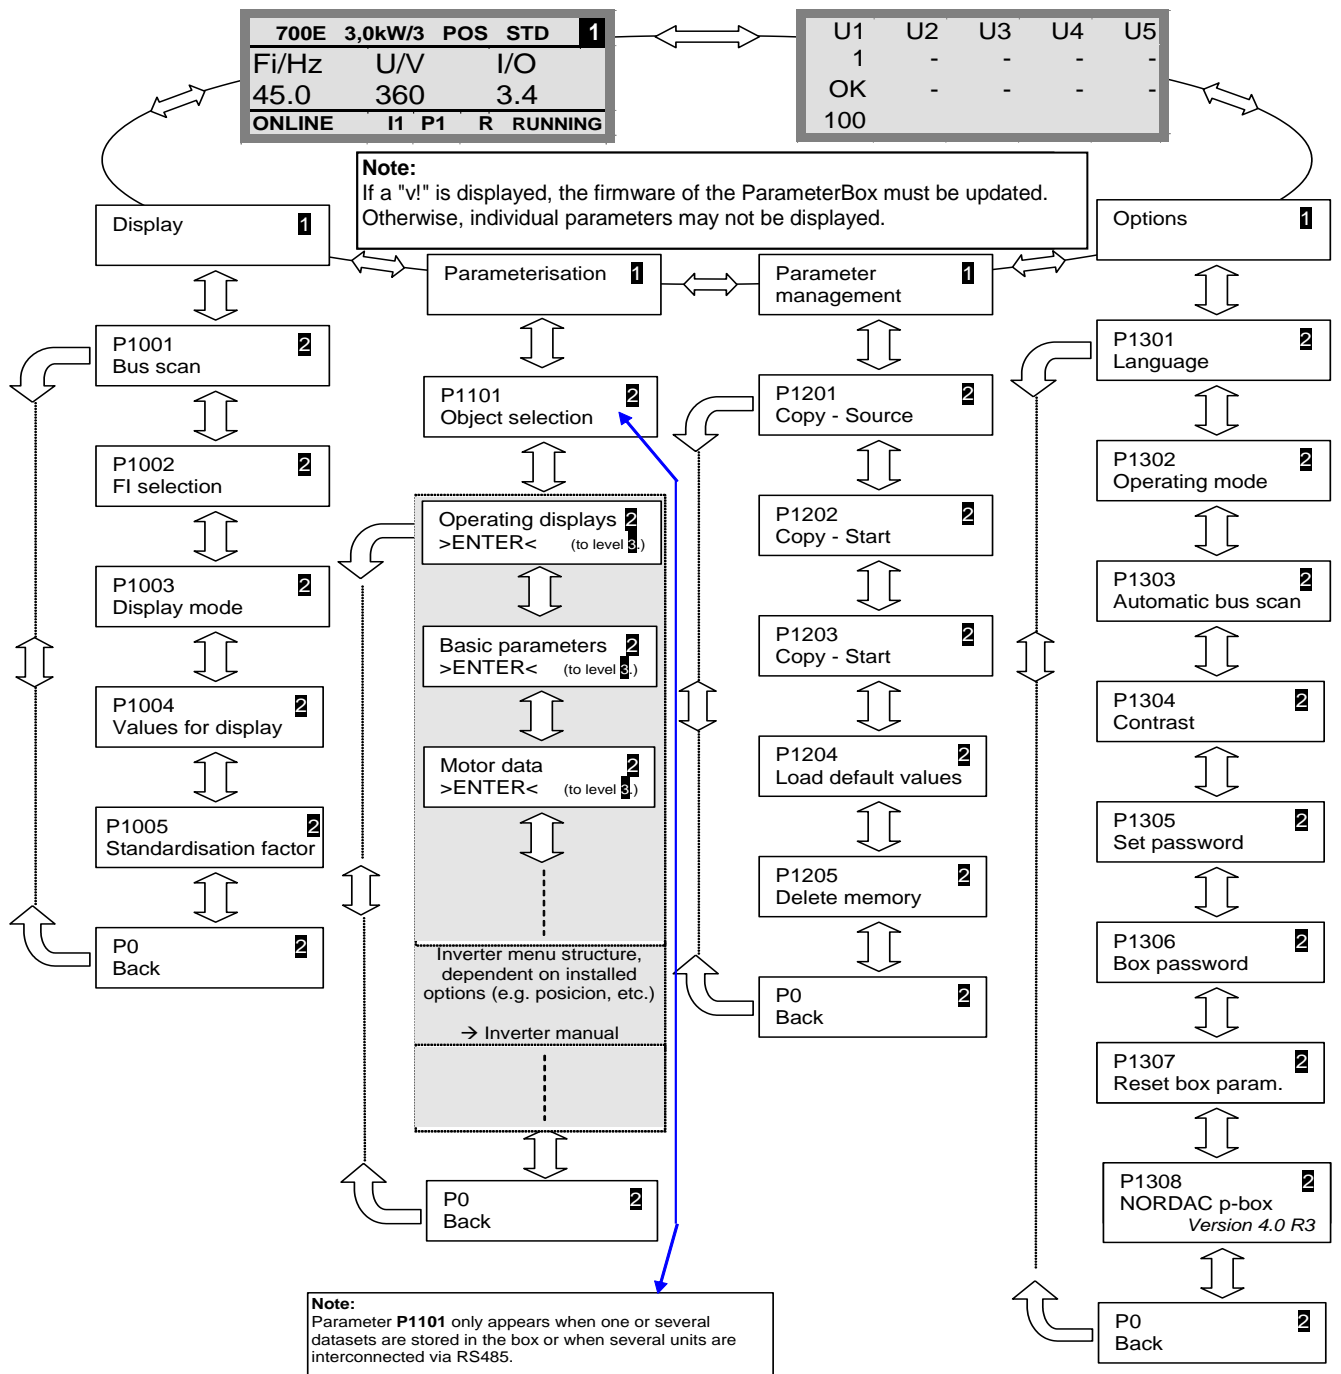 700E 3,0kW/3 POS STD 1
Fi/Hz U/V I/O
45.0 360 3.4
ONLINE I1 P1 R RUNNING
U1 U2 U3 U4 U5
1 - - - -
OK - - - -
100
Note:
If a "v!" is displayed, the firmware of the ParameterBox must be updated.
Otherwise, individual parameters may not be displayed.
Display 1
P1001 2
Bus scan
P1002 2
FI selection
P1003 2
Display mode
P1004 2
Values for display
P1005 2
Standardisation factor
P0 2
Back
Parameterisation 1
P1101 2
Object selection
Operating displays 2
>ENTER< (to level 3.)
Basic parameters 2
>ENTER< (to level 3.)
Motor data 2
>ENTER< (to level 3.)
Inverter menu structure,
dependent on installed
options (e.g. posicion, etc.)
→ Inverter manual
P0 2
Back
Parameter 1
management
P1201 2
Copy - Source
P1202 2
Copy - Start
P1203 2
Copy - Start
P1204 2
Load default values
P1205 2
Delete memory
P0 2
Back
Options 1
P1301 2
Language
P1302 2
Operating mode
P1303 2
Automatic bus scan
P1304 2
Contrast
P1305 2
Set password
P1306 2
Box password
P1307 2
Reset box param.
P1308 2
NORDAC p-box
Version 4.0 R3
P0 2
Back
Note:
Parameter P1101 only appears when one or several
datasets are stored in the box or when several units are
interconnected via RS485.